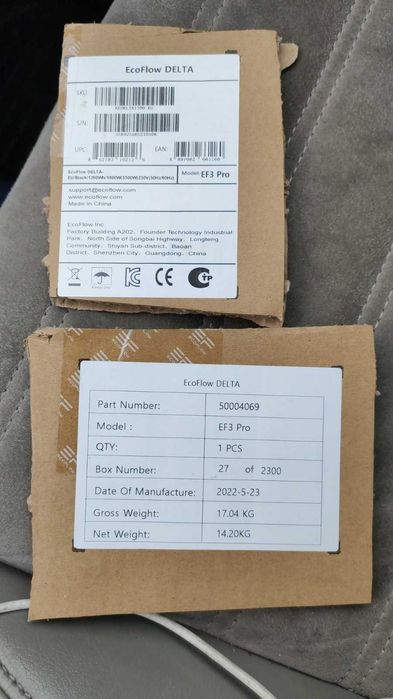 EcoFlow DELTA
SKU:
S/N:
UPC:
EAN:
EcoFlow DELTA-
Model: EF3 Pro
support@ecoflow.com
www.ecoflow.com
Made in China
EcoFlow Inc.
Factory Building A202, Founder Technology Industrial
Park, North Side of Songbai Highway, Longteng
Community, Shiyan Sub-district, Baoan
District, Shenzhen City, Guangdong, China
EcoFlow DELTA
Part Number: 50004069
Model : EF3 Pro
QTY: 1 PCS
Box Number: 27 of 2300
Date Of Manufacture: 2022-5-23
Gross Weight: 17.04 KG
Net Weight: 14.20KG